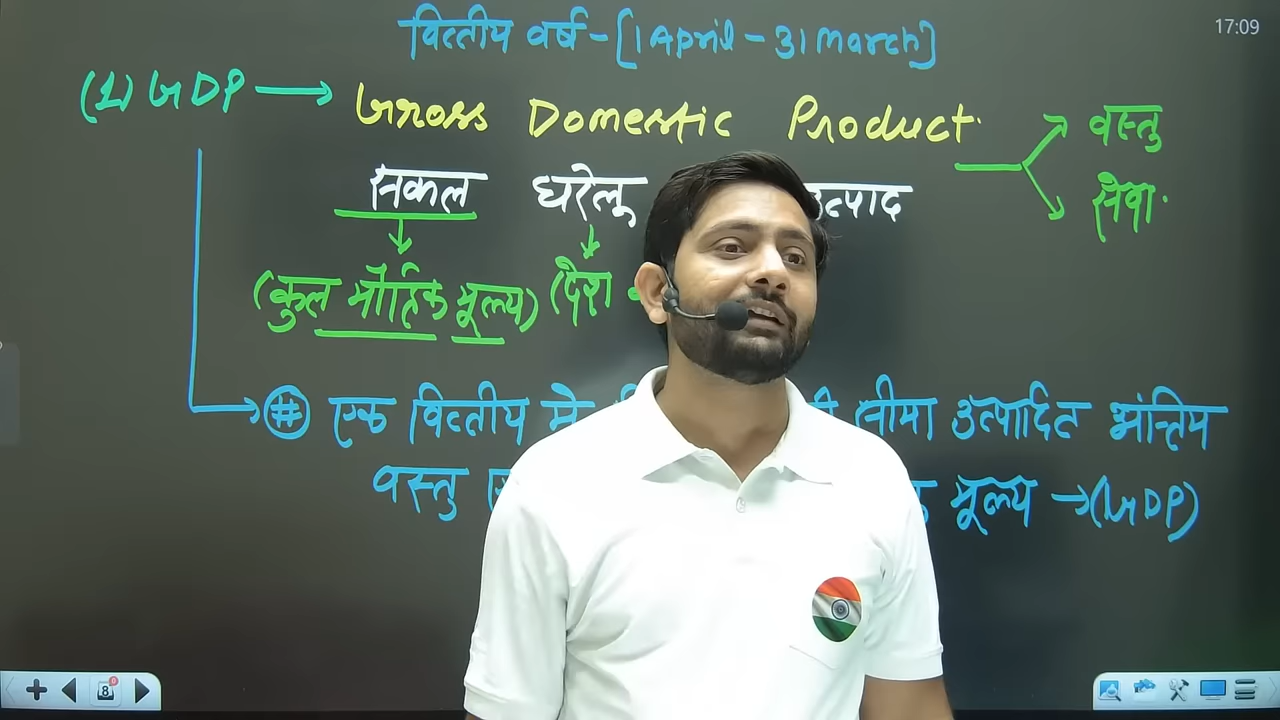 वित्तीय वर्ष - [1 April - 31 March]
17:09
(1) GDP → Gross Domestic Product
वस्तु
सेवा
सकल घरेलू उत्पाद
(कुल मौद्रिक मूल्य) (देश
# एक वित्तीय मे सीमा उत्पादित अंन्तिम
वस्तु मूल्य → (GDP)
8